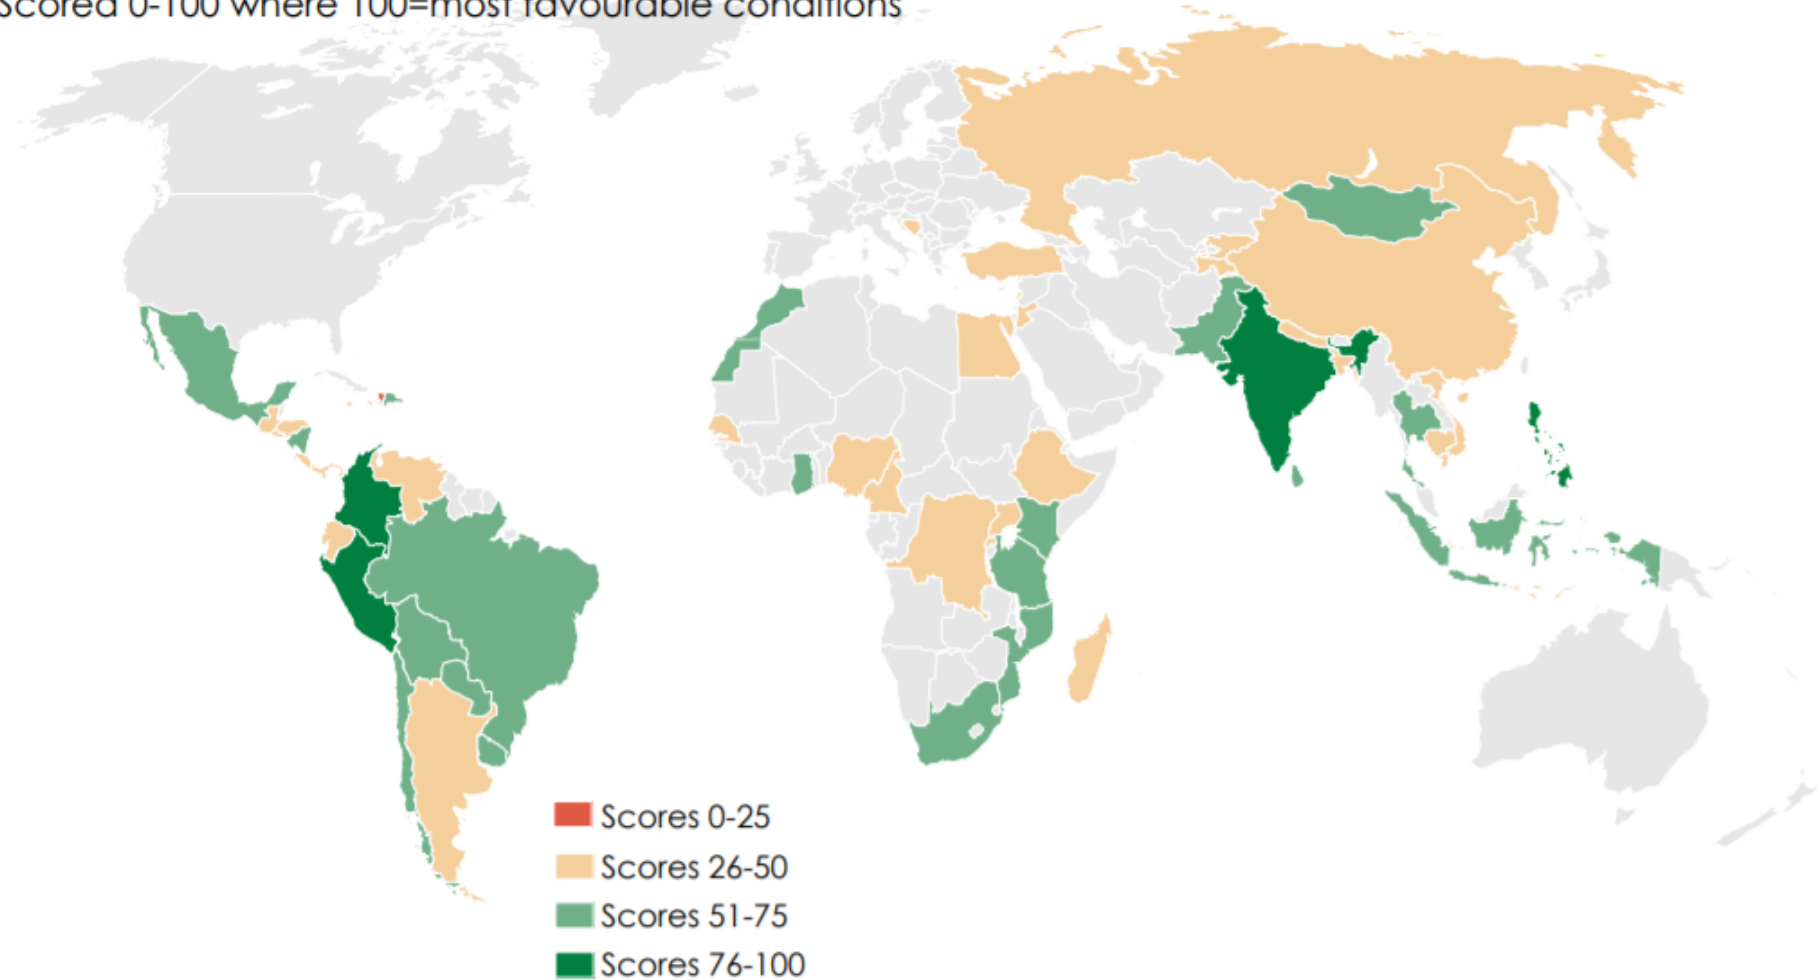 Scored 0-100 where 100=most favourable conditions
Scores 0-25
Scores 26-50
Scores 51-75
Scores 76-100